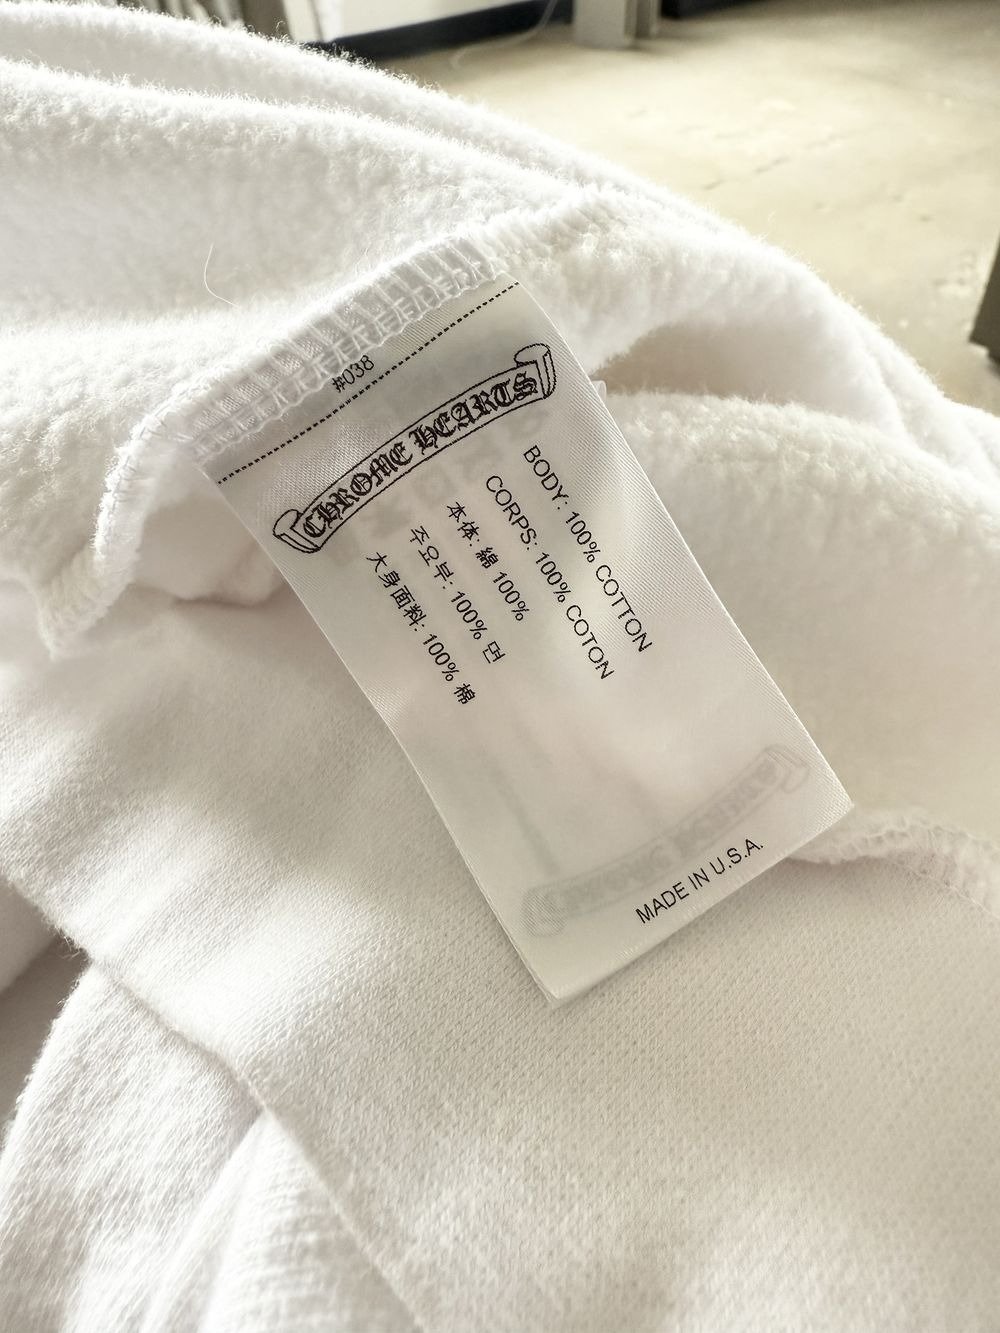 #038
CHROME HEARTS
BODY: 100% COTTON
CORPS: 100% COTON
本体: 綿 100%
주요부: 100% 면
大身面料: 100% 棉
MADE IN U.S.A.